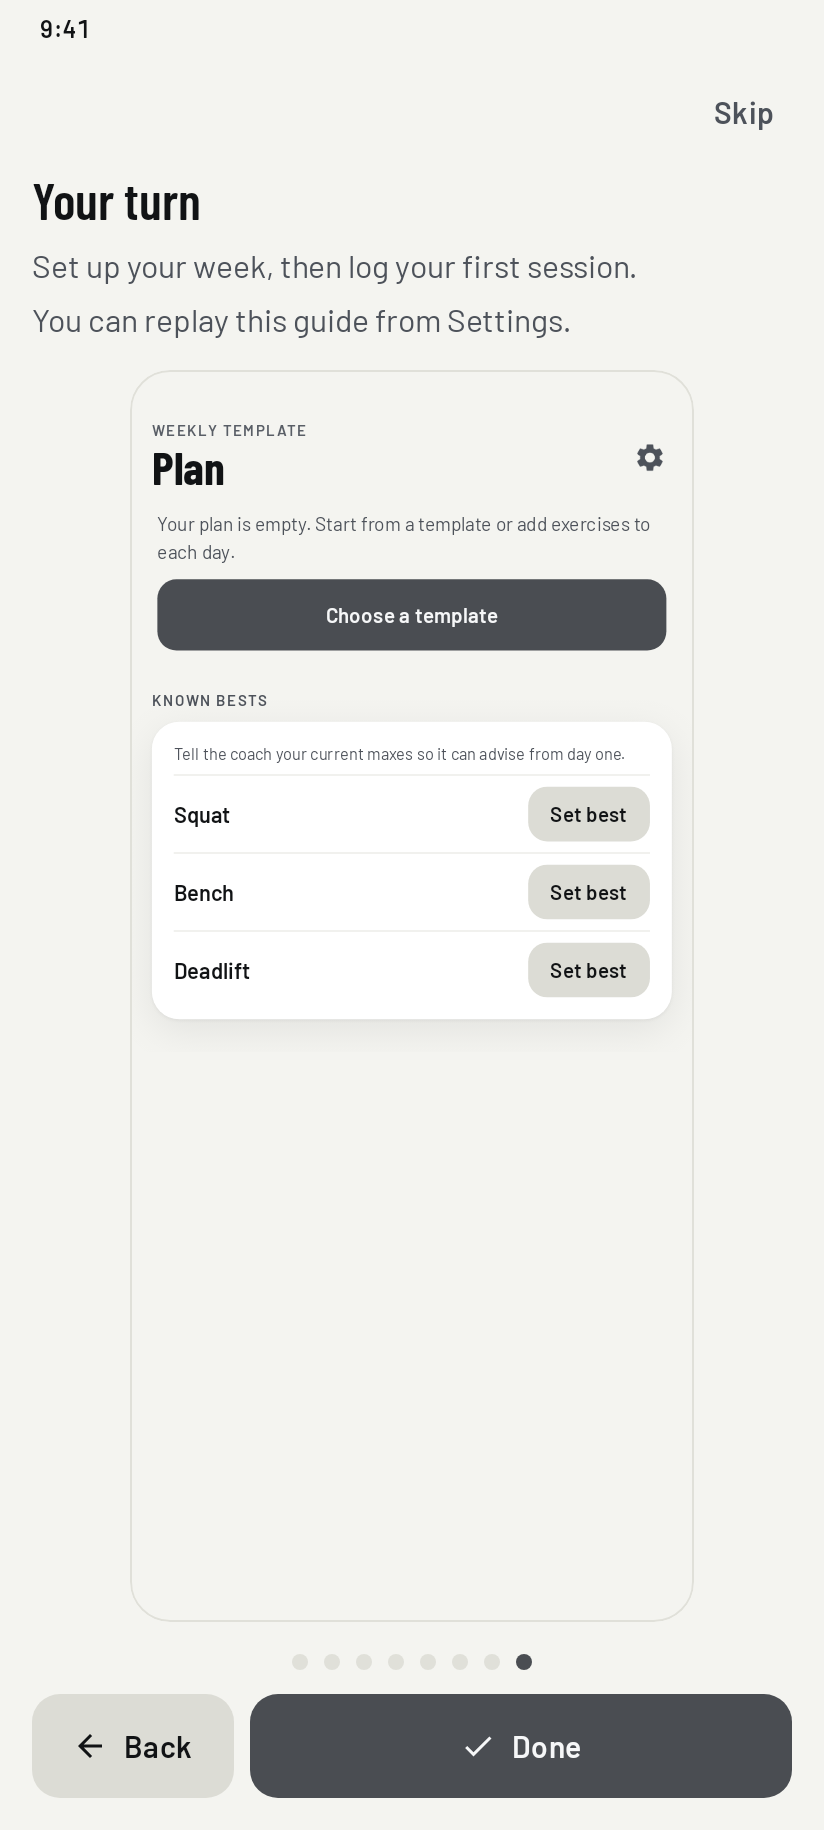 9:41
Skip
Your turn
Set up your week, then log your first session.
You can replay this guide from Settings.
WEEKLY TEMPLATE
Plan
Your plan is empty. Start from a template or add exercises to
each day.
Choose a template
KNOWN BESTS
Tell the coach your current maxes so it can advise from day one.
Squat
Set best
Bench
Set best
Deadlift
Set best
Back
Done